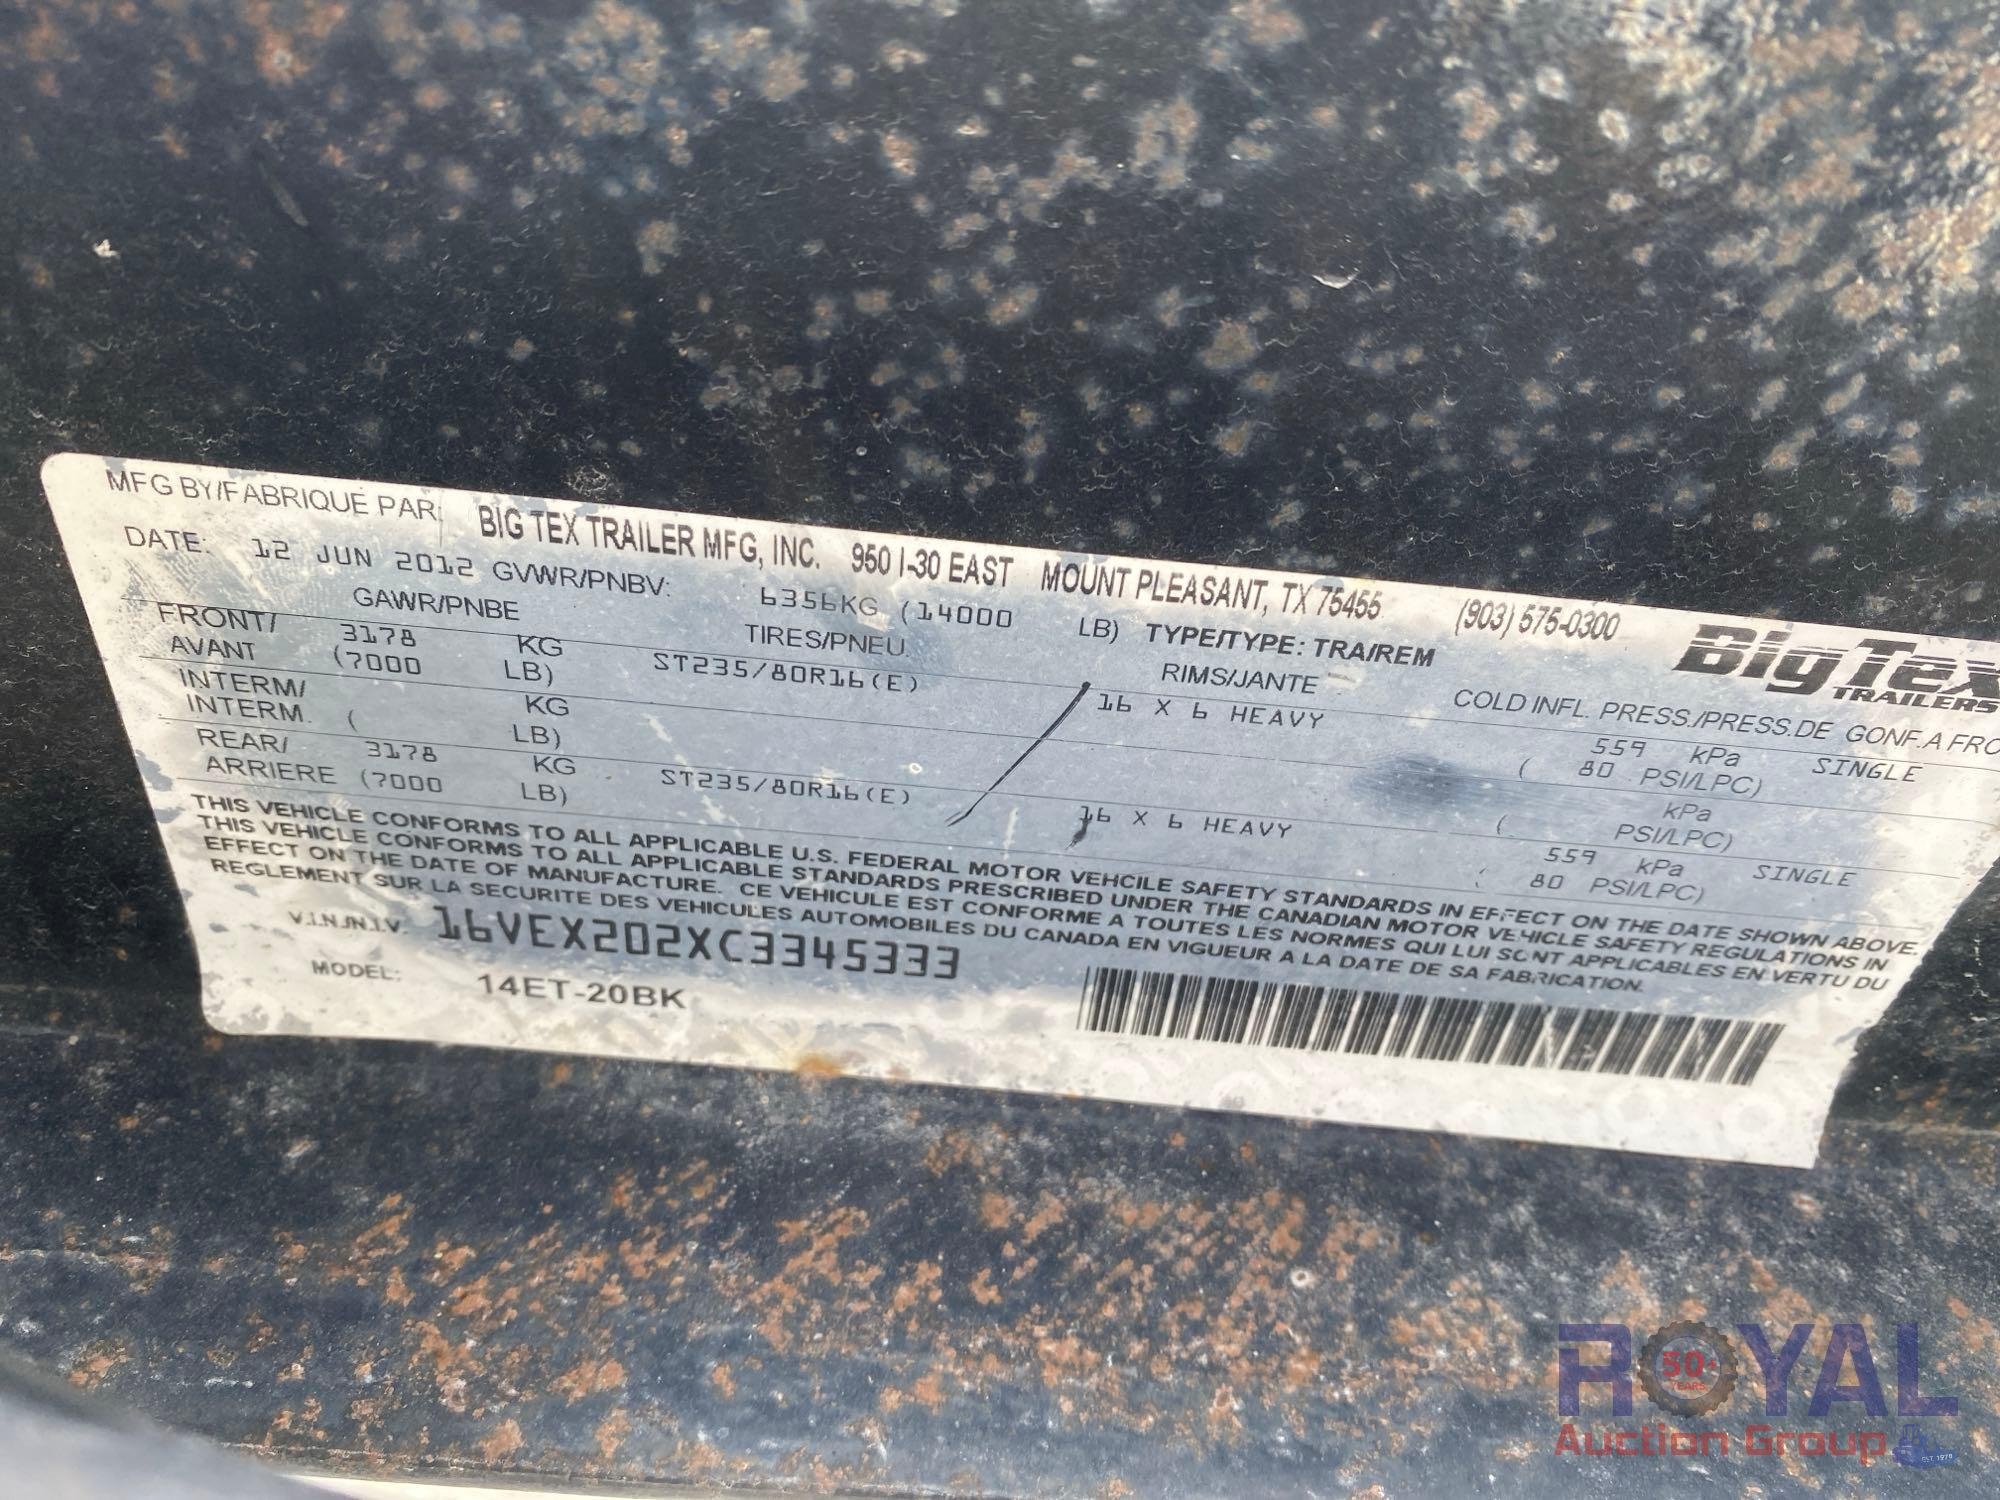 MFG BY/FABRIQUE PAR: BIG TEX TRAILER MFG, INC. 950 I-30 EAST MOUNT PLEASANT, TX 75455 (903) 575-0300
DATE: 12 JUN 2012 GVWR/PNBV: 6356KG (14000 LB) TYPE/TYPE: TRA/REM
BigTex
TRAILERS
GAWR/PNBE TIRES/PNEU. RIMS/JANTE COLD INFL. PRESS./PRESS.DE GONF.A FRO
FRONT/ 3178 KG ST235/80R16(E) 16 X 6 HEAVY 559 kPa SINGLE
AVANT (7000 LB) ( 80 PSI/LPC)
INTERM/ KG kPa
INTERM. ( LB) ( PSI/LPC)
REAR/ 3178 KG ST235/80R16(E) 16 X 6 HEAVY 559 kPa SINGLE
ARRIERE (7000 LB) ( 80 PSI/LPC)
THIS VEHICLE CONFORMS TO ALL APPLICABLE U.S. FEDERAL MOTOR VEHCILE SAFETY STANDARDS IN EFFECT ON THE DATE SHOWN ABOVE.
THIS VEHICLE CONFORMS TO ALL APPLICABLE STANDARDS PRESCRIBED UNDER THE CANADIAN MOTOR VEHICLE SAFETY REGULATIONS IN
EFFECT ON THE DATE OF MANUFACTURE. CE VEHICULE EST CONFORME A TOUTES LES NORMES QUI LUI SONT APPLICABLES EN VERTU DU
REGLEMENT SUR LA SECURITE DES VEHICULES AUTOMOBILES DU CANADA EN VIGUEUR A LA DATE DE SA FABRICATION.
V.I.N./N.I.V. 16VEX202XC3345333
MODEL: 14ET-20BK
ROYAL
50+
YEARS
Auction Group
EST. 1979